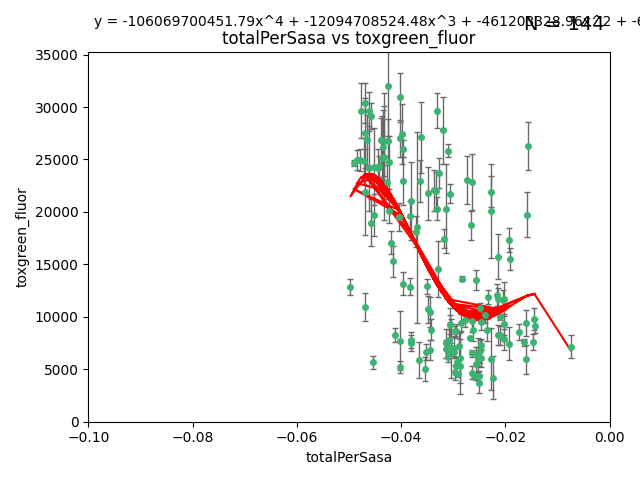 y = -106069700451.79x^4 + -12094708524.48x^3 +
N = 144
totalPerSasa vs toxgreen_fluor
35000
30000
25000
20000
15000
10000
5000
0
toxgreen_fluor
−0.10 −0.08 −0.06 −0.04 −0.02 0.00
totalPerSasa